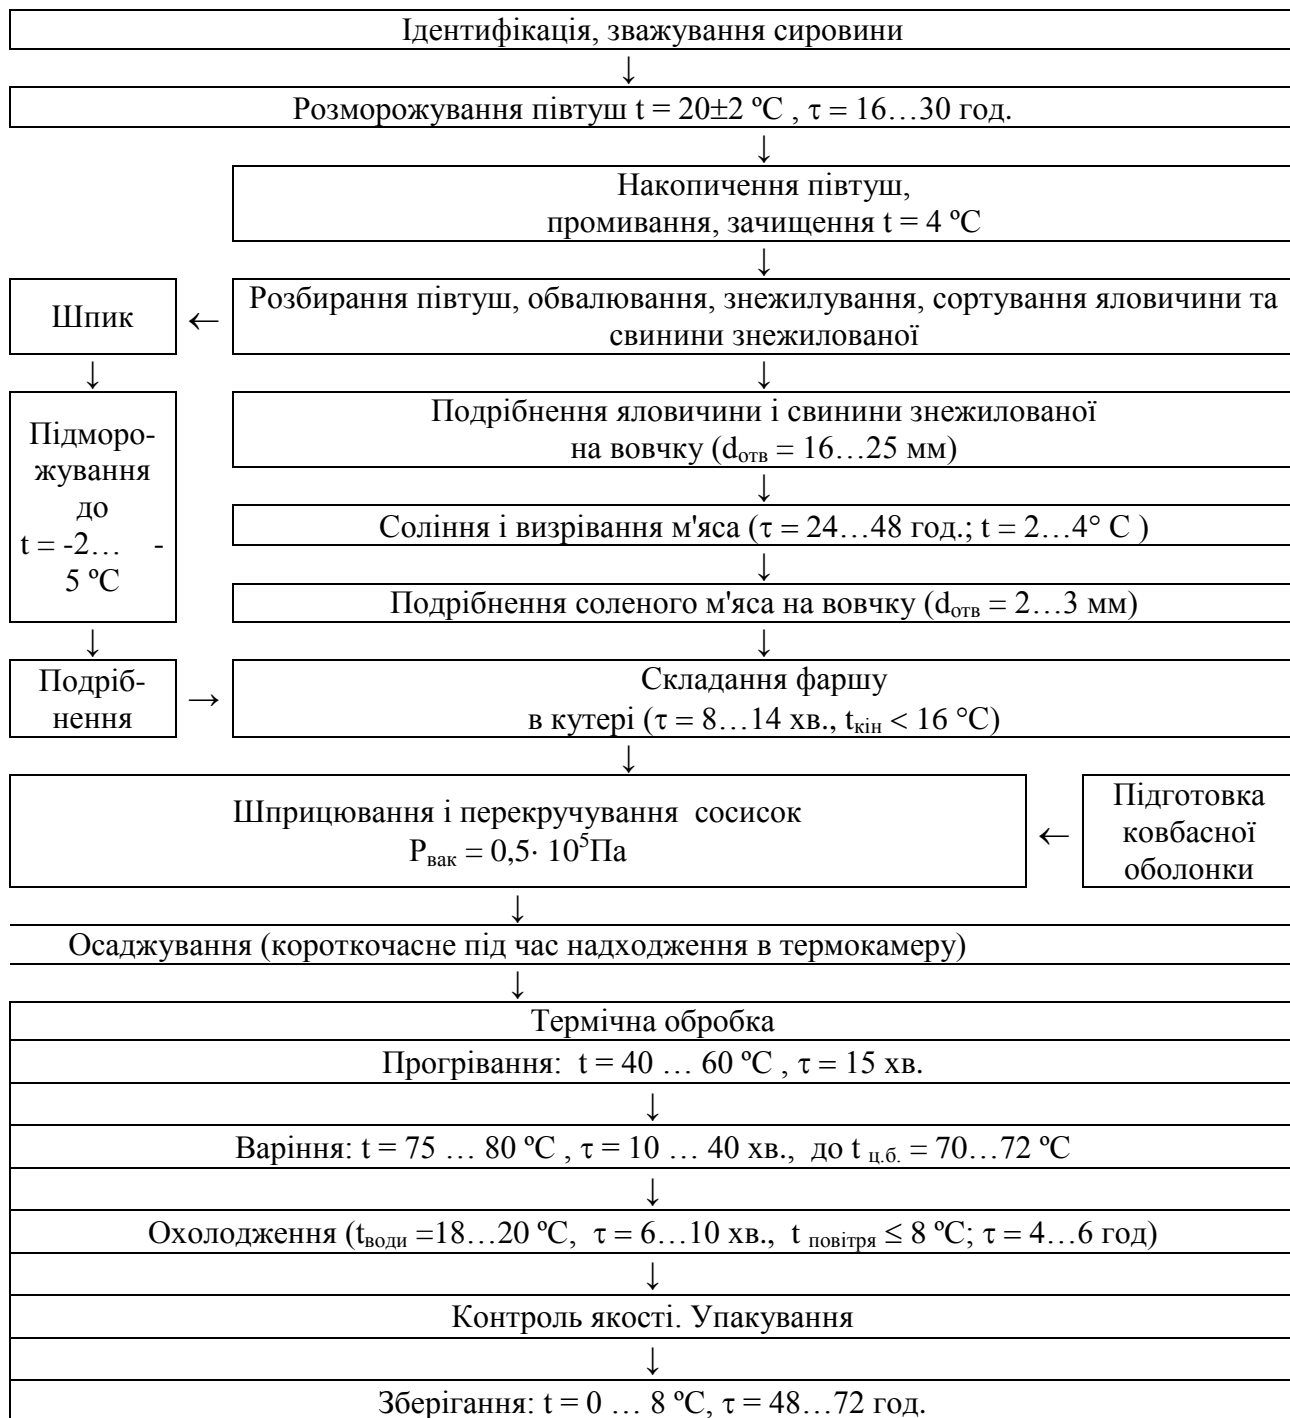 Ідентифікація, зважування сировини
↓
Розморожування півтуш t = 20±2 ºС , τ = 16…30 год.
↓
Накопичення півтуш,
промивання, зачищення t = 4 ºС
↓
Шпик
←
Розбирання півтуш, обвалювання, знежилування, сортування яловичини та
свинини знежилованої
↓
↓
Підморо-
жування
до
t = -2… -
5 ºС
Подрібнення яловичини і свинини знежилованої
на вовчку (dотв = 16…25 мм)
↓
Соління і визрівання м'яса (τ = 24…48 год.; t = 2…4° С )
↓
Подрібнення соленого м'яса на вовчку (dотв = 2…3 мм)
↓
↓
Подріб-
нення
→
Складання фаршу
в кутері (τ = 8…14 хв., tкін < 16 °С)
↓
Шприцювання і перекручування сосисок
Рвак = 0,5· 10⁵Па
←
Підготовка
ковбасної
оболонки
↓
Осаджування (короткочасне під час надходження в термокамеру)
↓
Термічна обробка
Прогрівання: t = 40 … 60 ºС , τ = 15 хв.
↓
Варіння: t = 75 … 80 ºС , τ = 10 … 40 хв., до t ц.б. = 70…72 ºС
↓
Охолодження (tводи =18…20 ºС, τ = 6…10 хв., t повітря ≤ 8 ºС; τ = 4…6 год)
↓
Контроль якості. Упакування
↓
Зберігання: t = 0 … 8 ºС, τ = 48…72 год.